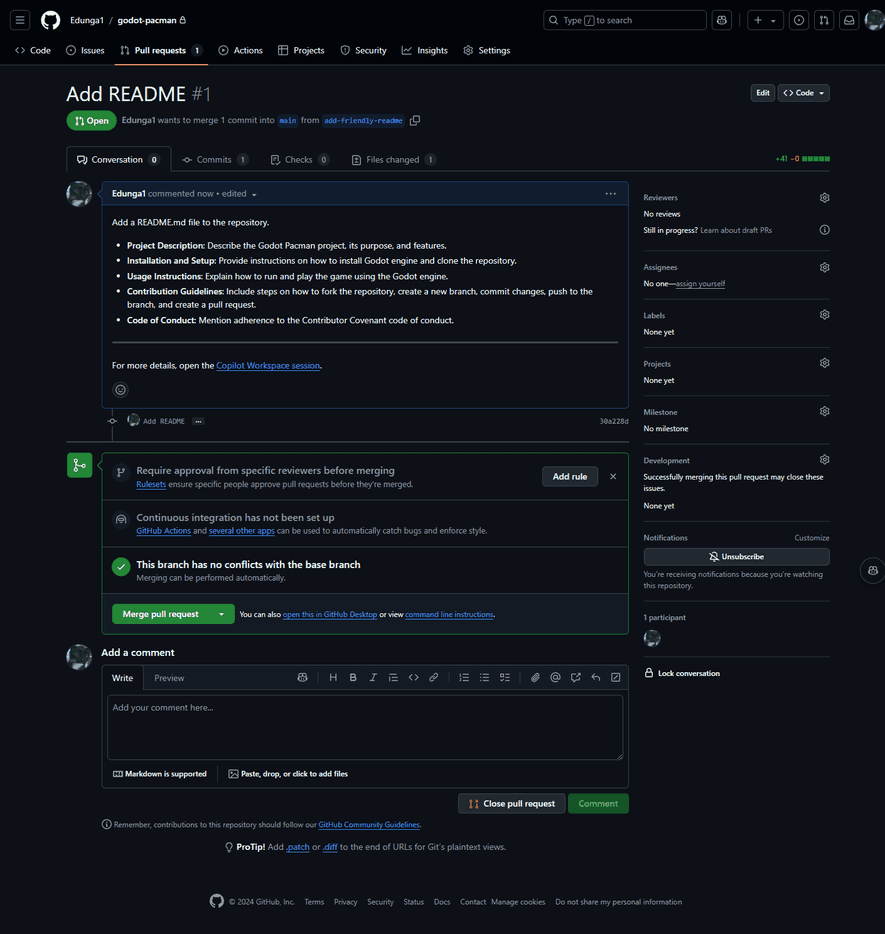 Edunga1 / godot-pacman
Type / to search
Code Issues Pull requests 1 Actions Projects Security Insights Settings
Add README #1
Edit
Code
Open Edunga1 wants to merge 1 commit into main from add-friendly-readme
Conversation 0 Commits 1 Checks 0 Files changed 1
+41 −0
Edunga1 commented now • edited
Add a README.md file to the repository.
• Project Description: Describe the Godot Pacman project, its purpose, and features.
• Installation and Setup: Provide instructions on how to install Godot engine and clone the repository.
• Usage Instructions: Explain how to run and play the game using the Godot engine.
• Contribution Guidelines: Include steps on how to fork the repository, create a new branch, commit changes, push to the
branch, and create a pull request.
• Code of Conduct: Mention adherence to the Contributor Covenant code of conduct.
For more details, open the Copilot Workspace session.
Add README ... 30a228d
Require approval from specific reviewers before merging
Rulesets ensure specific people approve pull requests before they're merged.
Add rule
Continuous integration has not been set up
GitHub Actions and several other apps can be used to automatically catch bugs and enforce style.
This branch has no conflicts with the base branch
Merging can be performed automatically.
Merge pull request You can also open this in GitHub Desktop or view command line instructions.
Add a comment
Write Preview
Add your comment here...
Markdown is supported Paste, drop, or click to add files
Close pull request Comment
Remember, contributions to this repository should follow our GitHub Community Guidelines.
ProTip! Add .patch or .diff to the end of URLs for Git's plaintext views.
Reviewers
No reviews
Still in progress? Learn about draft PRs
Assignees
No one—assign yourself
Labels
None yet
Projects
None yet
Milestone
No milestone
Development
Successfully merging this pull request may close these
issues.
None yet
Notifications Customize
Unsubscribe
You're receiving notifications because you're watching
this repository.
1 participant
Lock conversation
© 2024 GitHub, Inc. Terms Privacy Security Status Docs Contact Manage cookies Do not share my personal information